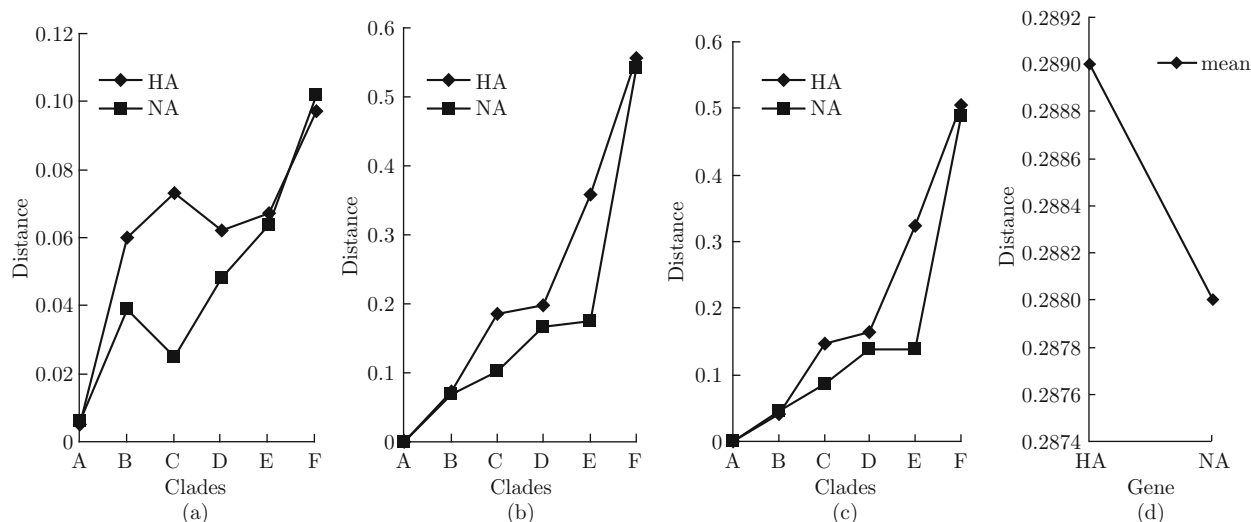 0.12
0.10
0.08
0.06
0.04
0.02
0
Distance
HA
NA
A B C D E F
Clades
(a)
0.6
0.5
0.4
0.3
0.2
0.1
0
Distance
HA
NA
A B C D E F
Clades
(b)
0.6
0.5
0.4
0.3
0.2
0.1
0
Distance
HA
NA
A B C D E F
Clades
(c)
0.2892
0.2890
0.2888
0.2886
0.2884
0.2882
0.2880
0.2878
0.2876
0.2874
Distance
mean
HA NA
Gene
(d)